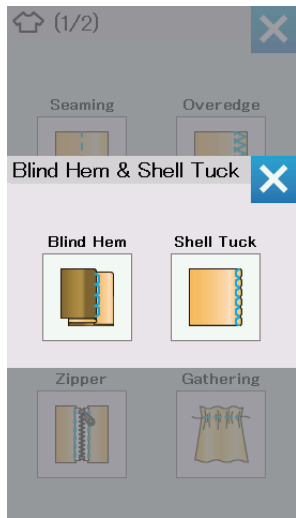 (1/2)
Seaming Overedge
Blind Hem & Shell Tuck
Blind Hem Shell Tuck
Zipper Gathering